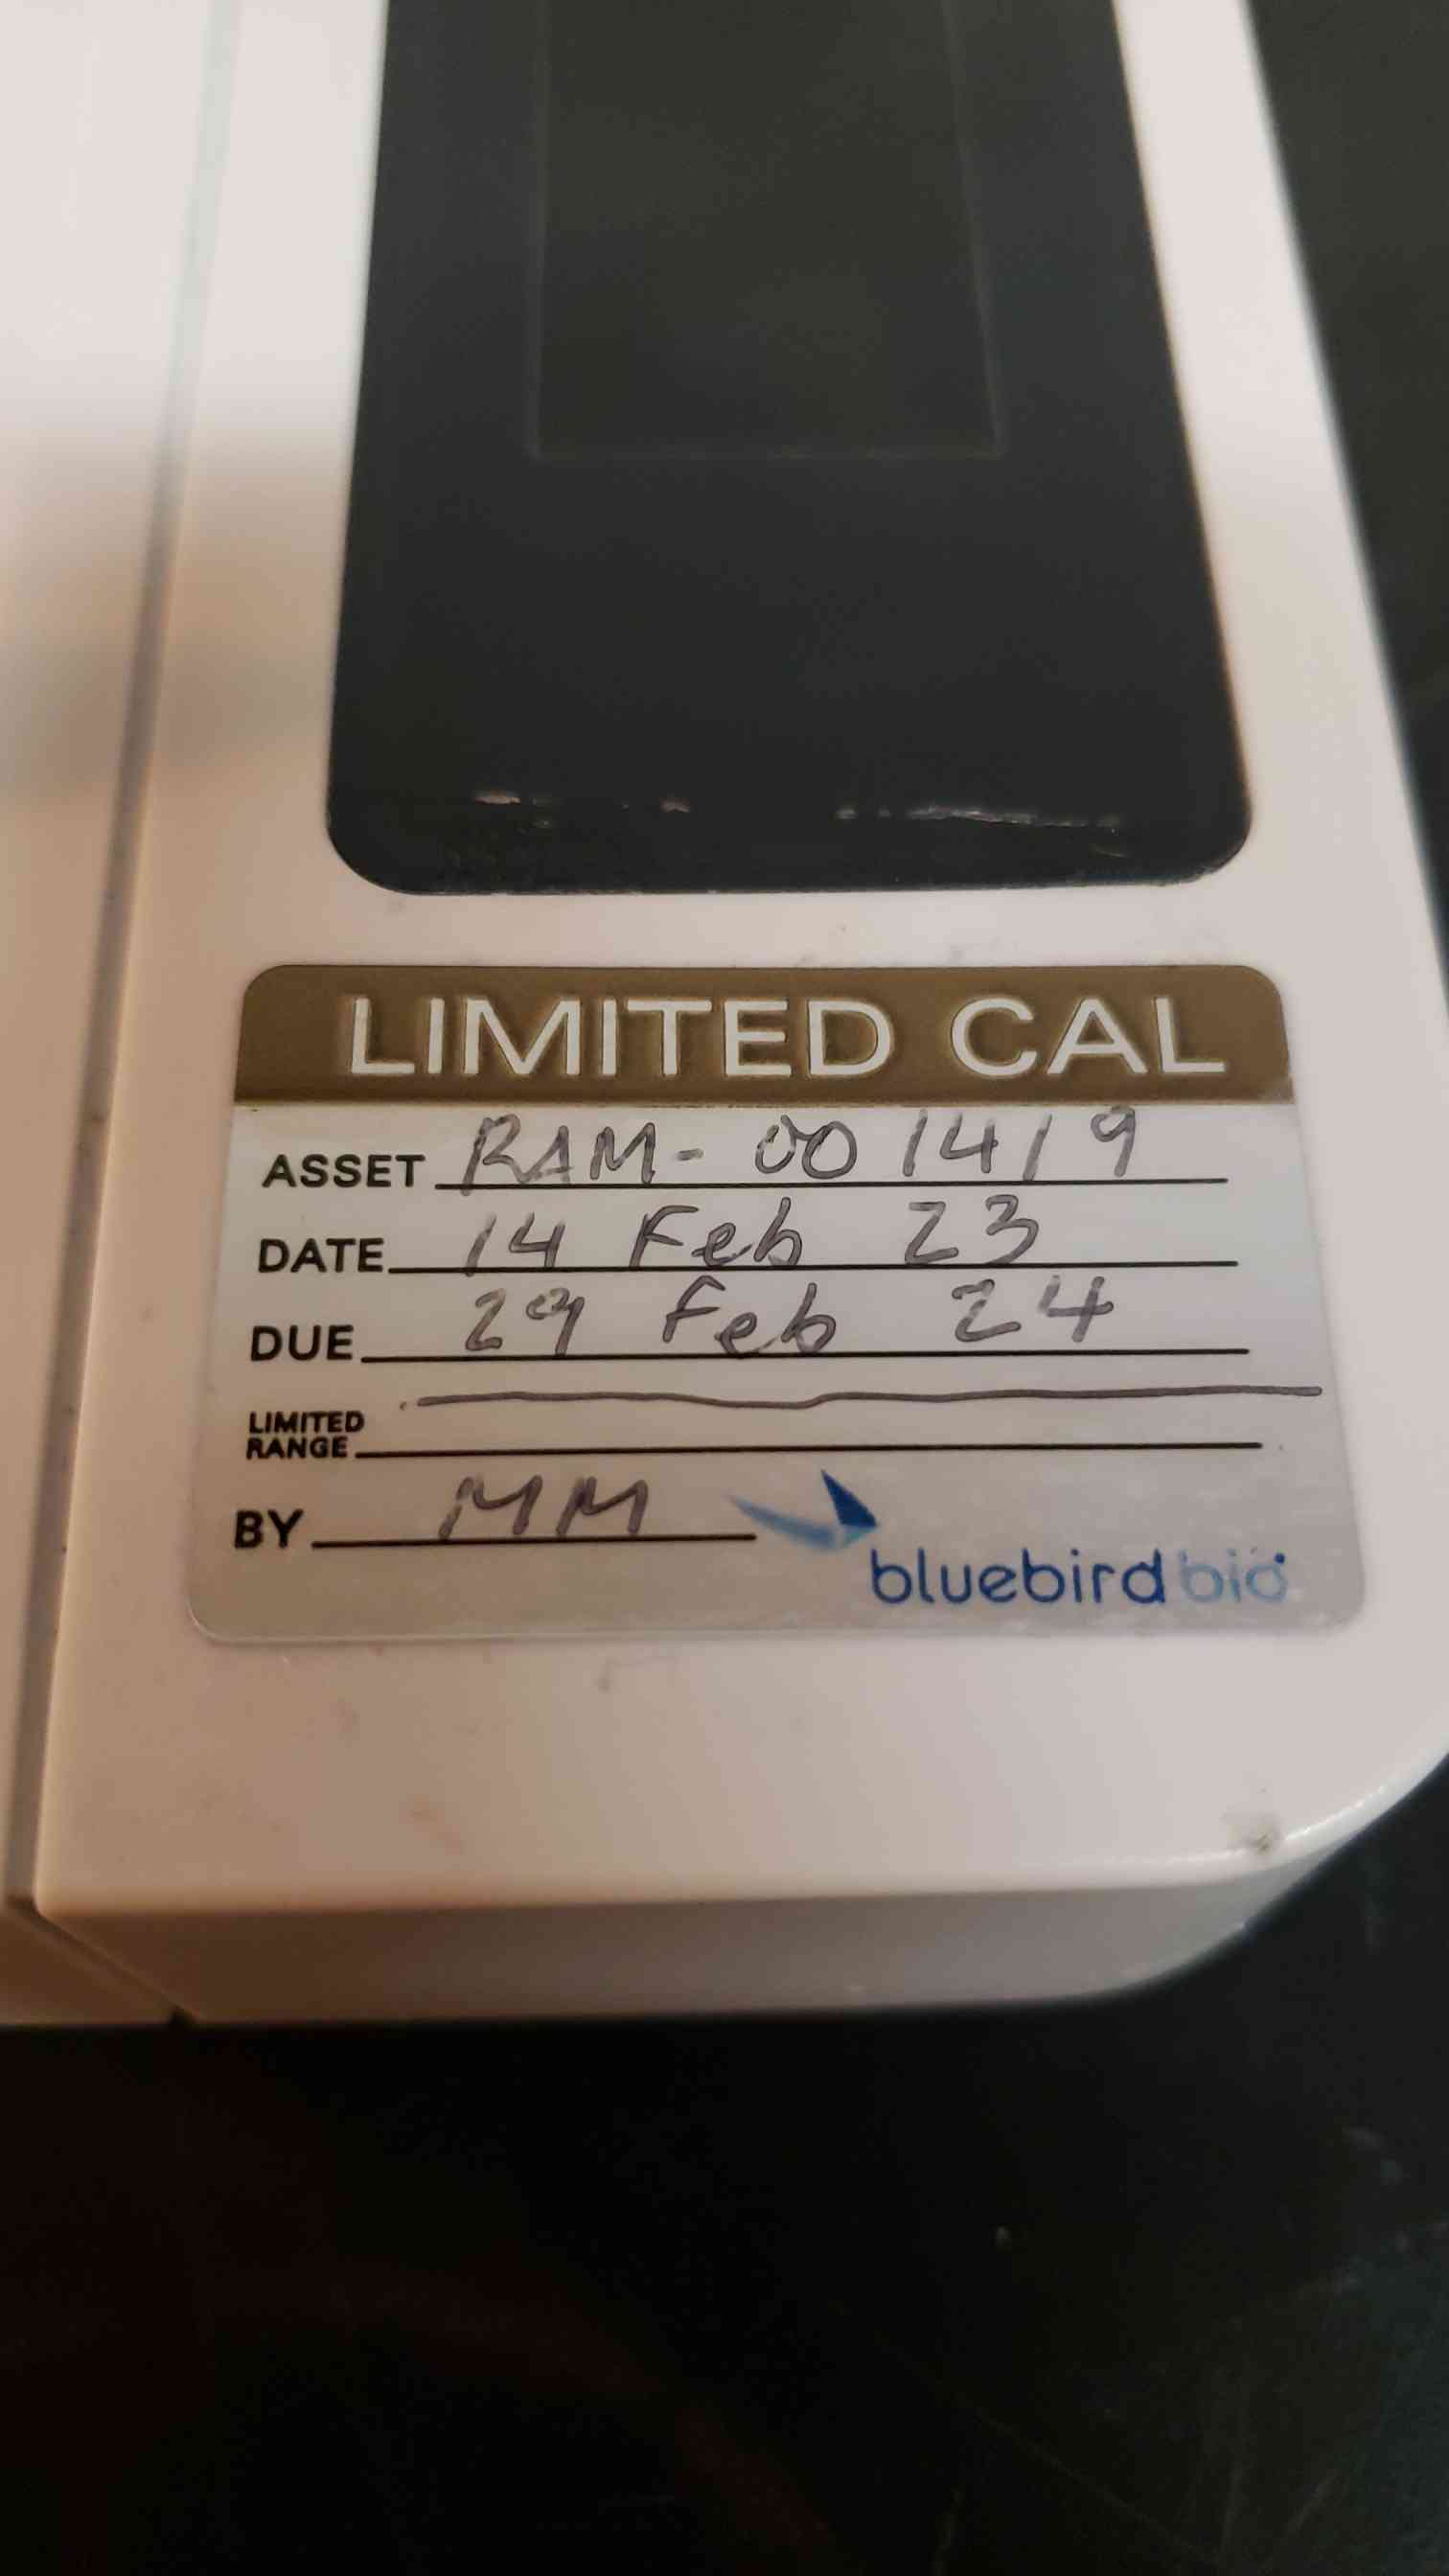 LIMITED CAL
ASSET RAM-001419
DATE 14 Feb 23
DUE 29 Feb 24
LIMITED
RANGE
BY MM
bluebird bio